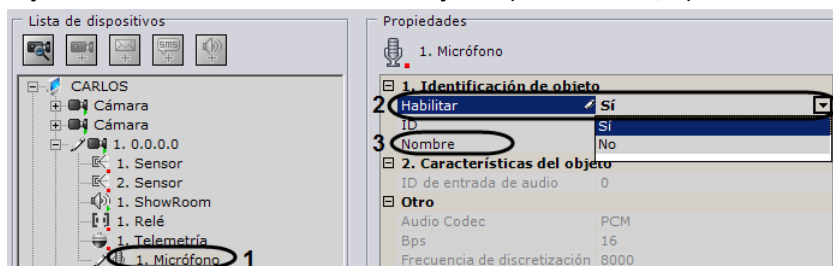 Lista de dispositivos
CARLOS
Cámara
Cámara
1. 0.0.0.0
1. Sensor
2. Sensor
1. ShowRoom
1. Relé
1. Telemetría
1. Micrófono 1
Propiedades
1. Micrófono
1. Identificación de objeto
2 Habilitar Sí
ID Sí
3 Nombre No
2. Características del objeto
ID de entrada de audio 0
Otro
Audio Codec PCM
Bps 16
Frecuencia de discretización 8000